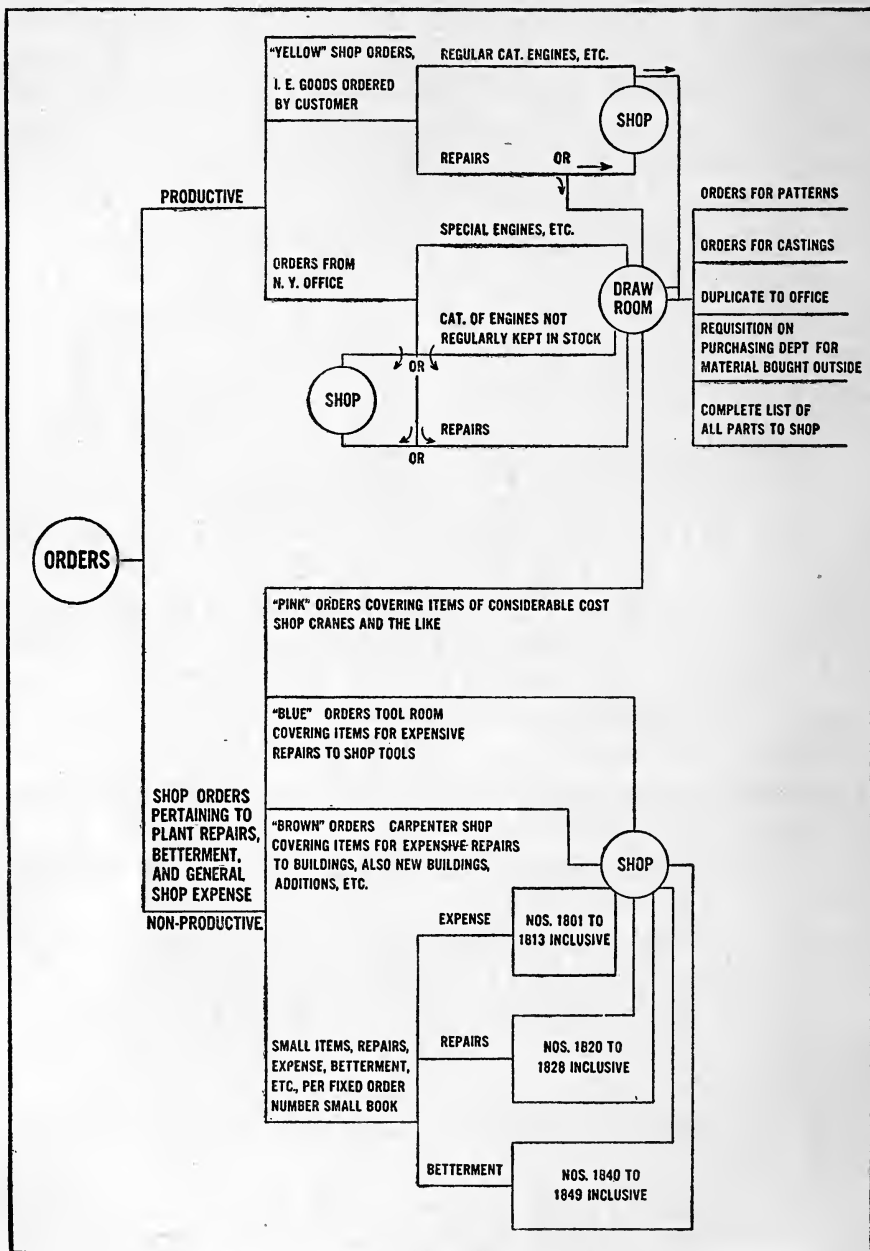 "YELLOW" SHOP ORDERS,
I. E. GOODS ORDERED
BY CUSTOMER
REGULAR CAT. ENGINES, ETC.
SHOP
REPAIRS
OR
PRODUCTIVE
ORDERS FROM
N. Y. OFFICE
SPECIAL ENGINES, ETC.
DRAW
ROOM
CAT. OF ENGINES NOT
REGULARLY KEPT IN STOCK
OR
SHOP
REPAIRS
OR
ORDERS FOR PATTERNS
ORDERS FOR CASTINGS
DUPLICATE TO OFFICE
REQUISITION ON
PURCHASING DEPT FOR
MATERIAL BOUGHT OUTSIDE
COMPLETE LIST OF
ALL PARTS TO SHOP
ORDERS
"PINK" ORDERS COVERING ITEMS OF CONSIDERABLE COST
SHOP CRANES AND THE LIKE
"BLUE" ORDERS TOOL ROOM
COVERING ITEMS FOR EXPENSIVE
REPAIRS TO SHOP TOOLS
SHOP ORDERS
PERTAINING TO
PLANT REPAIRS,
BETTERMENT,
AND GENERAL
SHOP EXPENSE
NON-PRODUCTIVE
"BROWN" ORDERS CARPENTER SHOP
COVERING ITEMS FOR EXPENSIVE REPAIRS
TO BUILDINGS, ALSO NEW BUILDINGS,
ADDITIONS, ETC.
SHOP
EXPENSE
NOS. 1801 TO
1813 INCLUSIVE
SMALL ITEMS, REPAIRS,
EXPENSE, BETTERMENT,
ETC., PER FIXED ORDER
NUMBER SMALL BOOK
REPAIRS
NOS. 1820 TO
1828 INCLUSIVE
BETTERMENT
NOS. 1840 TO
1849 INCLUSIVE